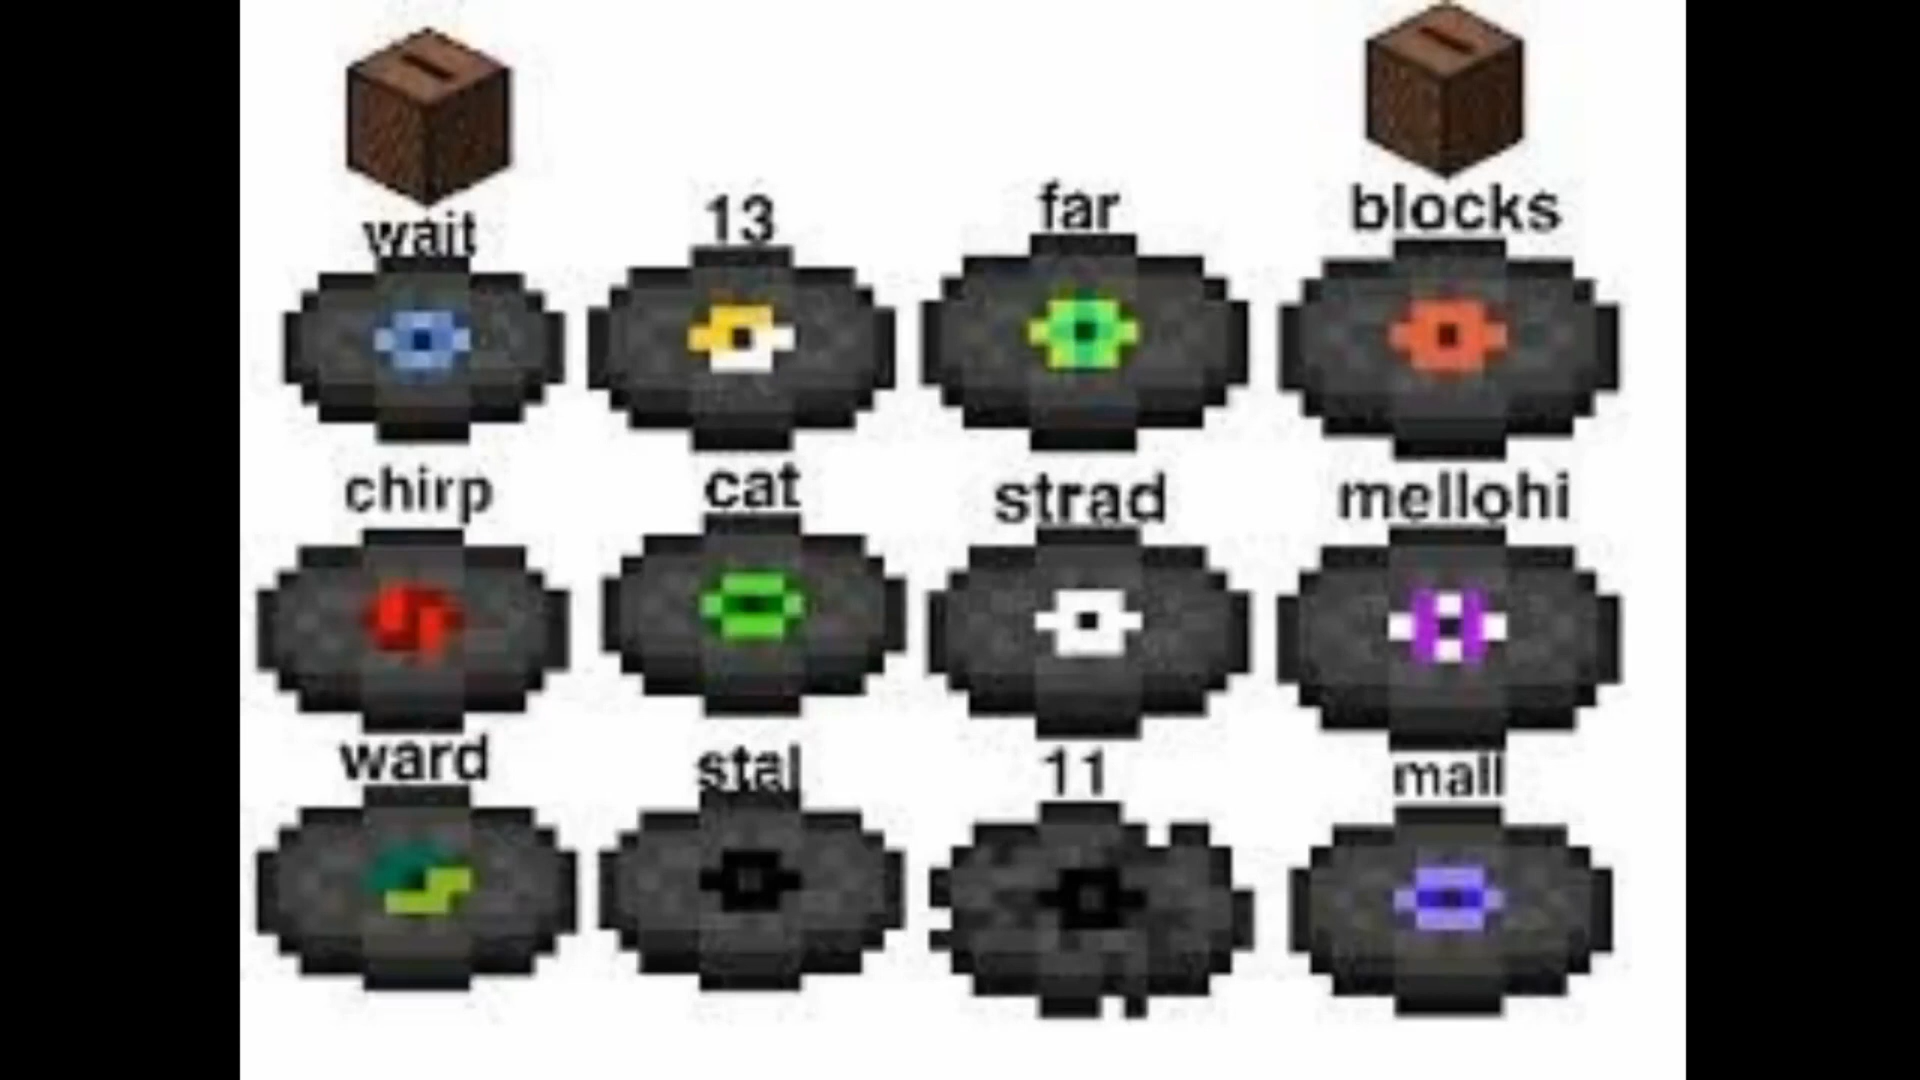 wait
13
far
blocks
chirp
cat
strad
mellohi
ward
stal
11
mall